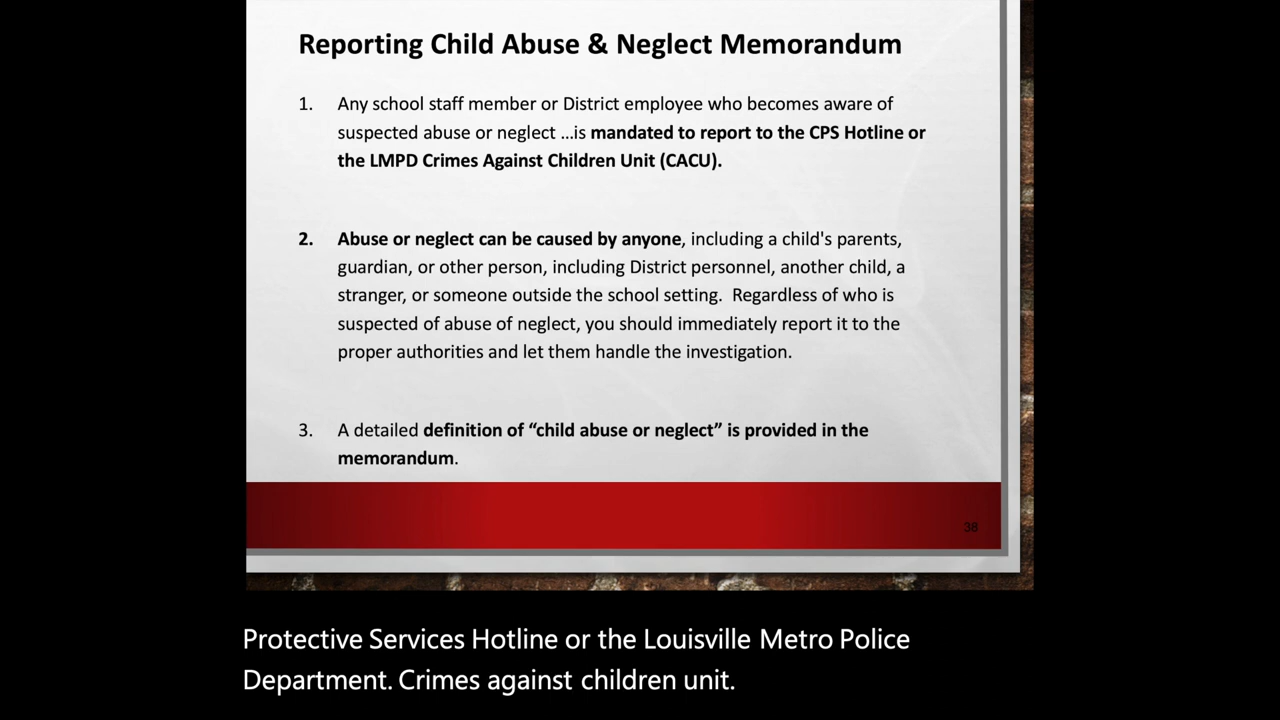 Reporting Child Abuse & Neglect Memorandum
1. Any school staff member or District employee who becomes aware of
suspected abuse or neglect ...is mandated to report to the CPS Hotline or
the LMPD Crimes Against Children Unit (CACU).
2. Abuse or neglect can be caused by anyone, including a child's parents,
guardian, or other person, including District personnel, another child, a
stranger, or someone outside the school setting. Regardless of who is
suspected of abuse of neglect, you should immediately report it to the
proper authorities and let them handle the investigation.
3. A detailed definition of “child abuse or neglect” is provided in the
memorandum.
38
Protective Services Hotline or the Louisville Metro Police
Department. Crimes against children unit.